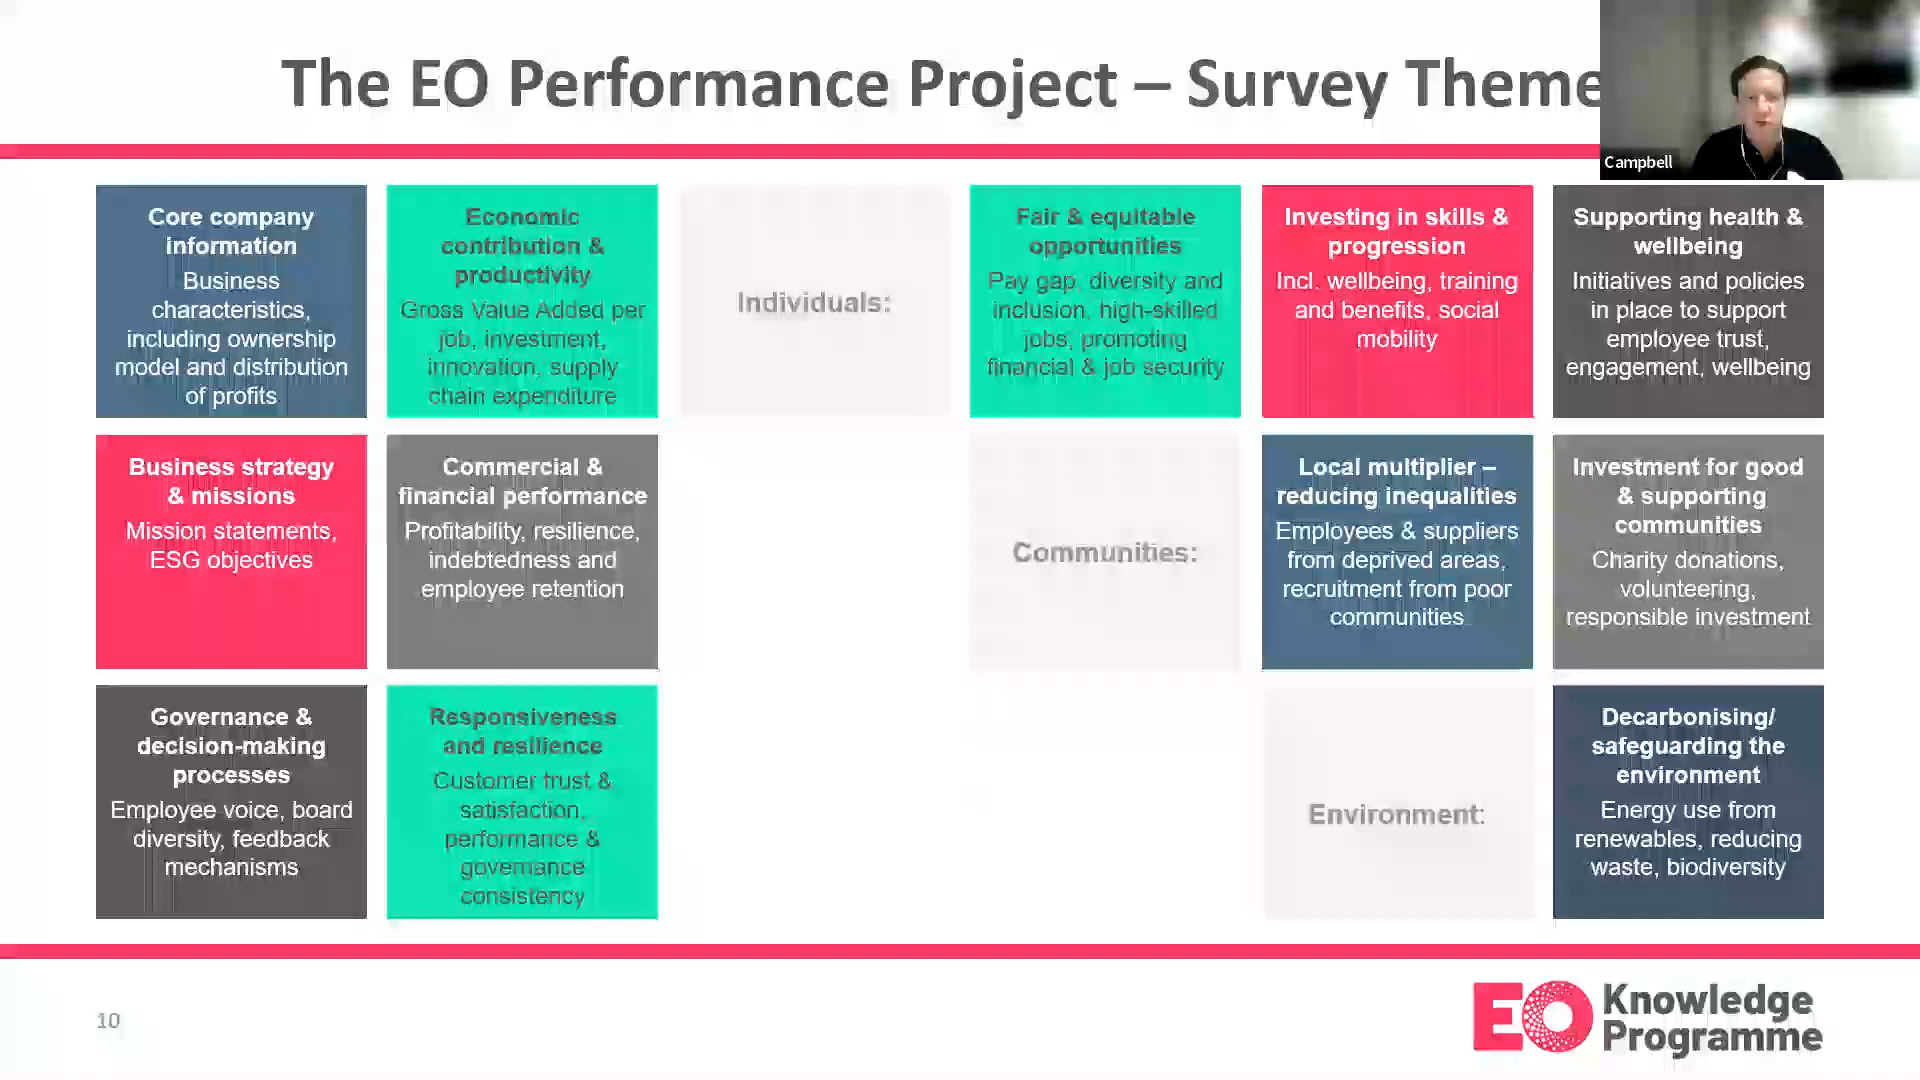 The EO Performance Project – Survey Theme
Campbell
Core company
information
Business
characteristics,
including ownership
model and distribution
of profits
Economic
contribution &
productivity
Gross Value Added per
job, investment,
innovation, supply
chain expenditure
Individuals:
Fair & equitable
opportunities
Pay gap, diversity and
inclusion, high-skilled
jobs, promoting
financial & job security
Investing in skills &
progression
Incl. wellbeing, training
and benefits, social
mobility
Supporting health &
wellbeing
Initiatives and policies
in place to support
employee trust,
engagement, wellbeing
Business strategy
& missions
Mission statements,
ESG objectives
Commercial &
financial performance
Profitability, resilience,
indebtedness and
employee retention
Communities:
Local multiplier –
reducing inequalities
Employees & suppliers
from deprived areas,
recruitment from poor
communities
Investment for good
& supporting
communities
Charity donations,
volunteering,
responsible investment
Governance &
decision-making
processes
Employee voice, board
diversity, feedback
mechanisms
Responsiveness
and resilience
Customer trust &
satisfaction,
performance &
governance
consistency
Environment:
Decarbonising/
safeguarding the
environment
Energy use from
renewables, reducing
waste, biodiversity
10
EO Knowledge
Programme